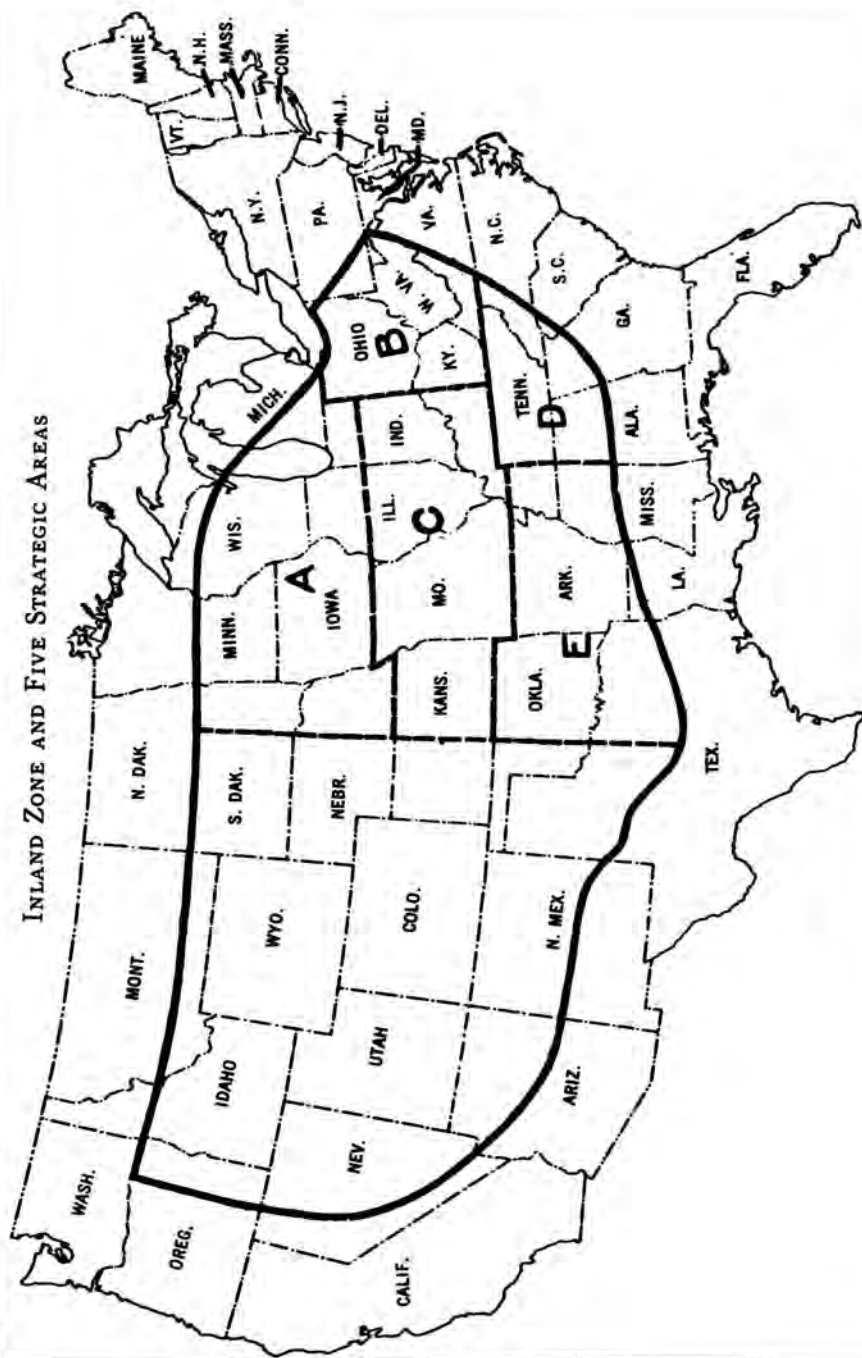 INLAND ZONE AND FIVE STRATEGIC AREAS
WASH.
OREG.
CALIF.
IDAHO
NEV.
MONT.
WYO.
UTAH
ARIZ.
COLO.
N. MEX.
N. DAK.
S. DAK.
NEBR.
KANS.
OKLA.
TEX.
E
MINN.
IOWA
A
MO.
ARK.
LA.
WIS.
ILL.
C
MISS.
MICH.
IND.
OHIO
B
KY.
TENN.
D
ALA.
W. VA.
VA.
N.C.
S.C.
GA.
FLA.
PA.
N.Y.
VT.
MAINE
N.H.
MASS.
CONN.
N.J.
DEL.
MD.